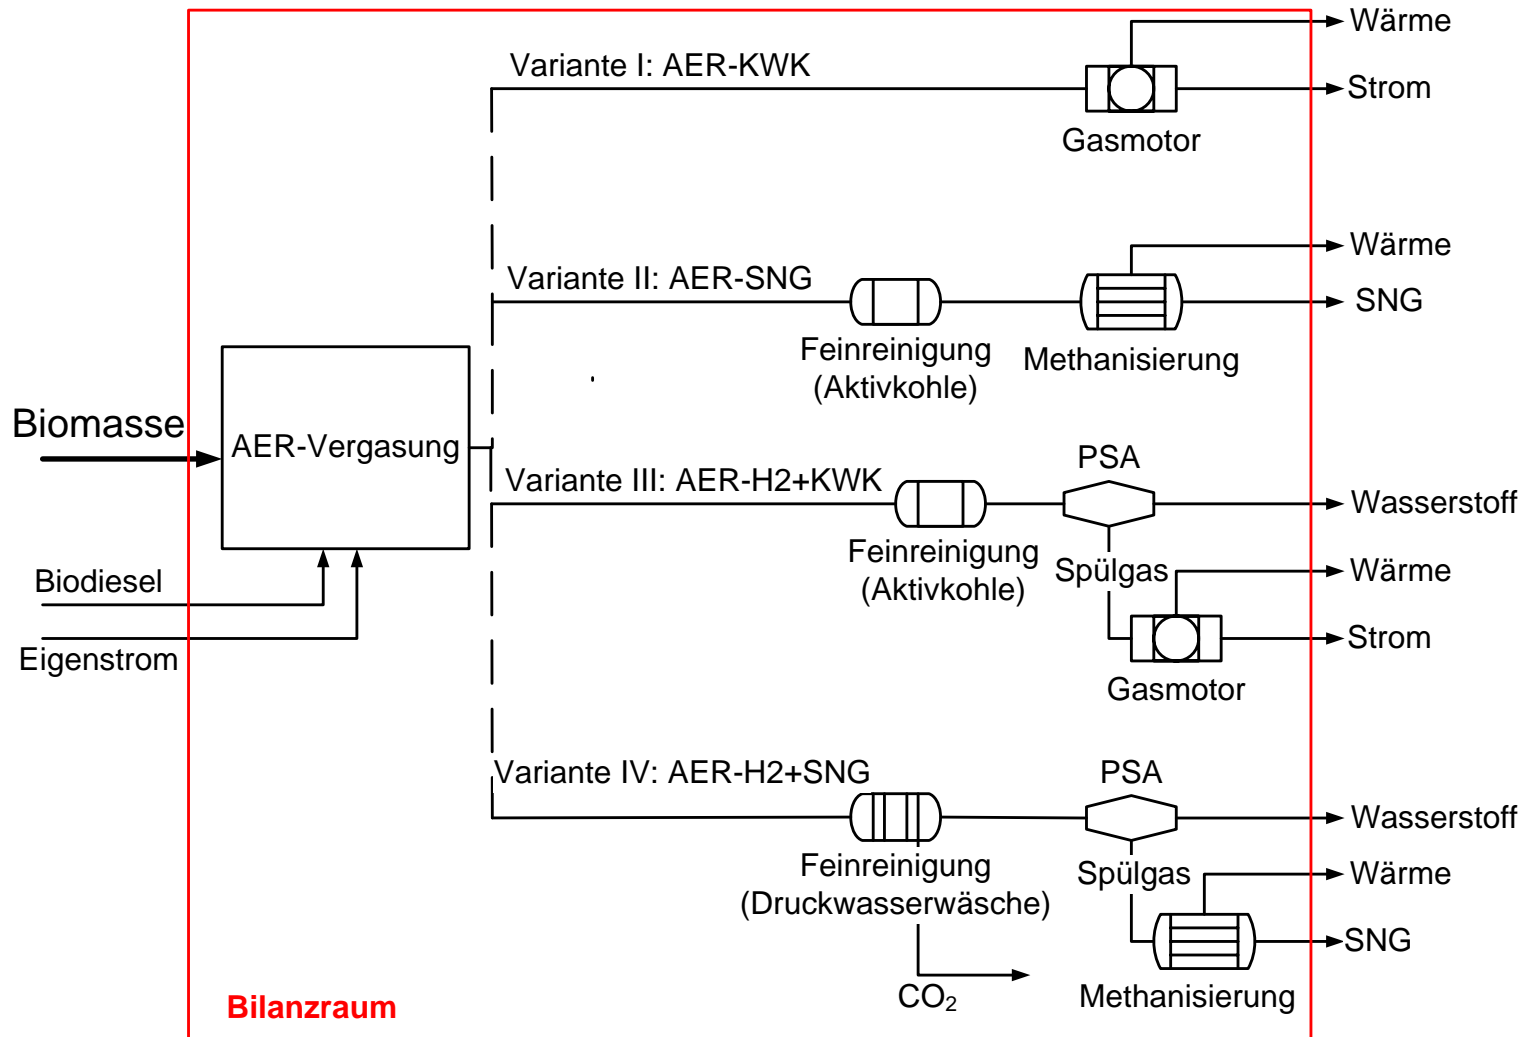 Wärme
Variante I: AER-KWK
Strom
Gasmotor
Wärme
Variante II: AER-SNG
SNG
Feinreinigung
(Aktivkohle)
Methanisierung
Biomasse
AER-Vergasung
PSA
Variante III: AER-H2+KWK
Wasserstoff
Feinreinigung
(Aktivkohle)
Spülgas
Wärme
Biodiesel
Strom
Eigenstrom
Gasmotor
Variante IV: AER-H2+SNG
PSA
Wasserstoff
Feinreinigung
(Druckwasserwäsche)
Spülgas
Wärme
SNG
CO2
Methanisierung
Bilanzraum